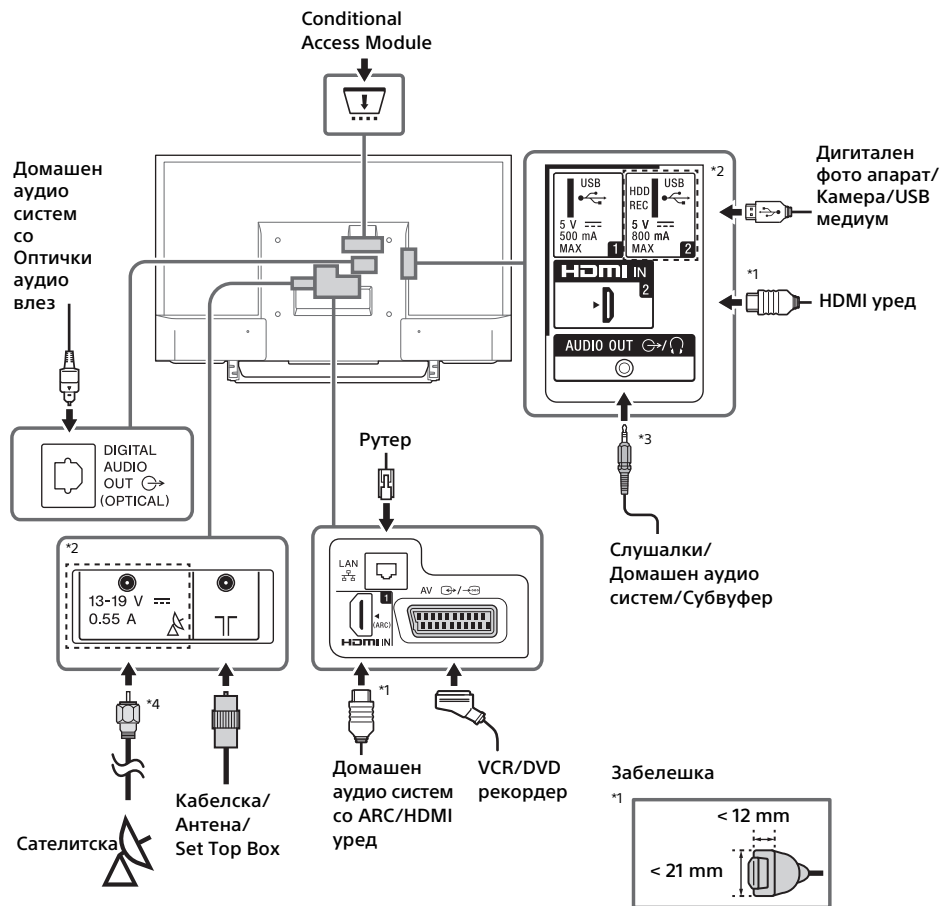 Conditional
Access Module
Домашен
аудио
систем
со
Оптички
аудио
влез
*2
USB
5 V
500 mA
MAX
1
HDD
REC
USB
5 V
800 mA
MAX
2
HDMI IN
2
AUDIO OUT
Дигитален
фото апарат/
Камера/USB
медиум
*1
HDMI уред
*3
Слушалки/
Домашен аудио
систем/Субвуфер
DIGITAL
AUDIO
OUT
(OPTICAL)
Рутер
*2
13-19 V
0.55 A
LAN
1
(ARC)
HDMI IN
AV
*4
Сателитска
Кабелска/
Антена/
Set Top Box
*1
Домашен
аудио систем
со ARC/HDMI
уред
VCR/DVD
рекордер
Забелешка
*1
< 12 mm
< 21 mm